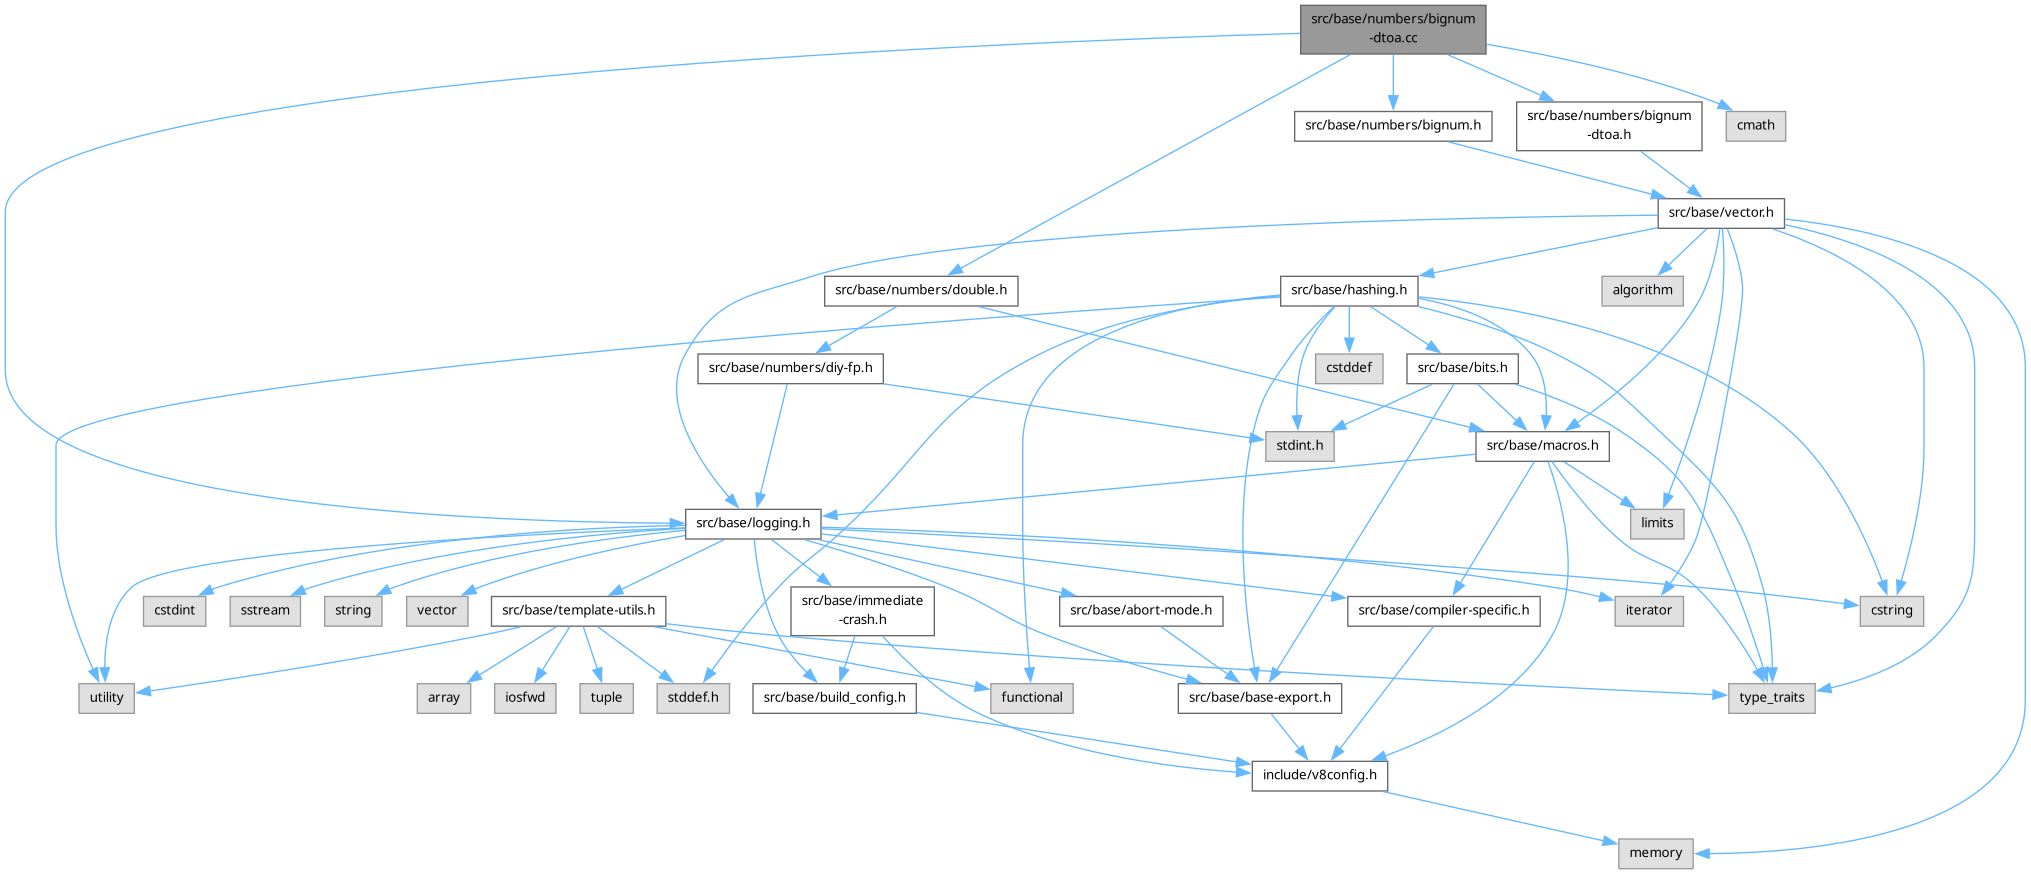 src/base/numbers/bignum
-dtoa.cc
src/base/numbers/bignum.h
src/base/numbers/bignum
-dtoa.h
cmath
src/base/vector.h
src/base/numbers/double.h
src/base/hashing.h
algorithm
src/base/numbers/diy-fp.h
cstddef
src/base/bits.h
stdint.h
src/base/macros.h
src/base/logging.h
limits
cstdint
sstream
string
vector
src/base/template-utils.h
src/base/immediate
-crash.h
src/base/abort-mode.h
src/base/compiler-specific.h
iterator
cstring
utility
array
iosfwd
tuple
stddef.h
src/base/build_config.h
functional
src/base/base-export.h
type_traits
include/v8config.h
memory